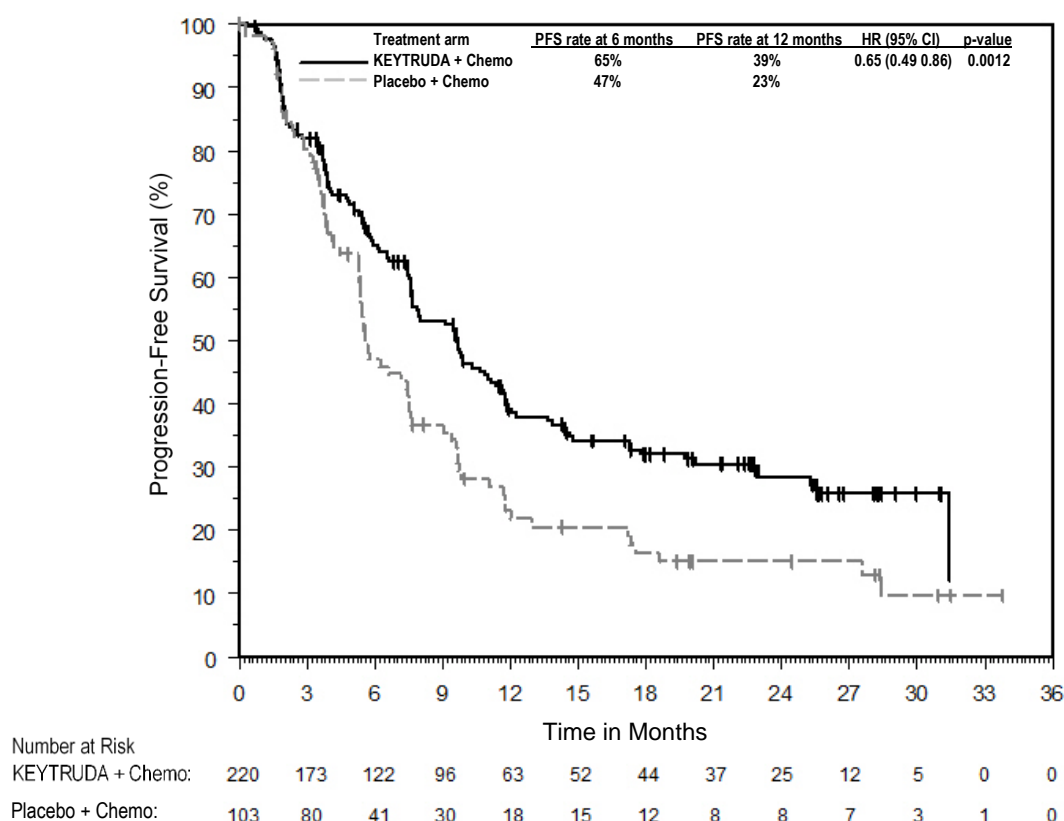 Treatment arm PFS rate at 6 months PFS rate at 12 months HR (95% CI) p-value
KEYTRUDA + Chemo 65% 39% 0.65 (0.49 0.86) 0.0012
Placebo + Chemo 47% 23%
Progression-Free Survival (%)
100
90
80
70
60
50
40
30
20
10
0
0 3 6 9 12 15 18 21 24 27 30 33 36
Time in Months
Number at Risk
KEYTRUDA + Chemo: 220 173 122 96 63 52 44 37 25 12 5 0 0
Placebo + Chemo: 103 80 41 30 18 15 12 8 8 7 3 1 0